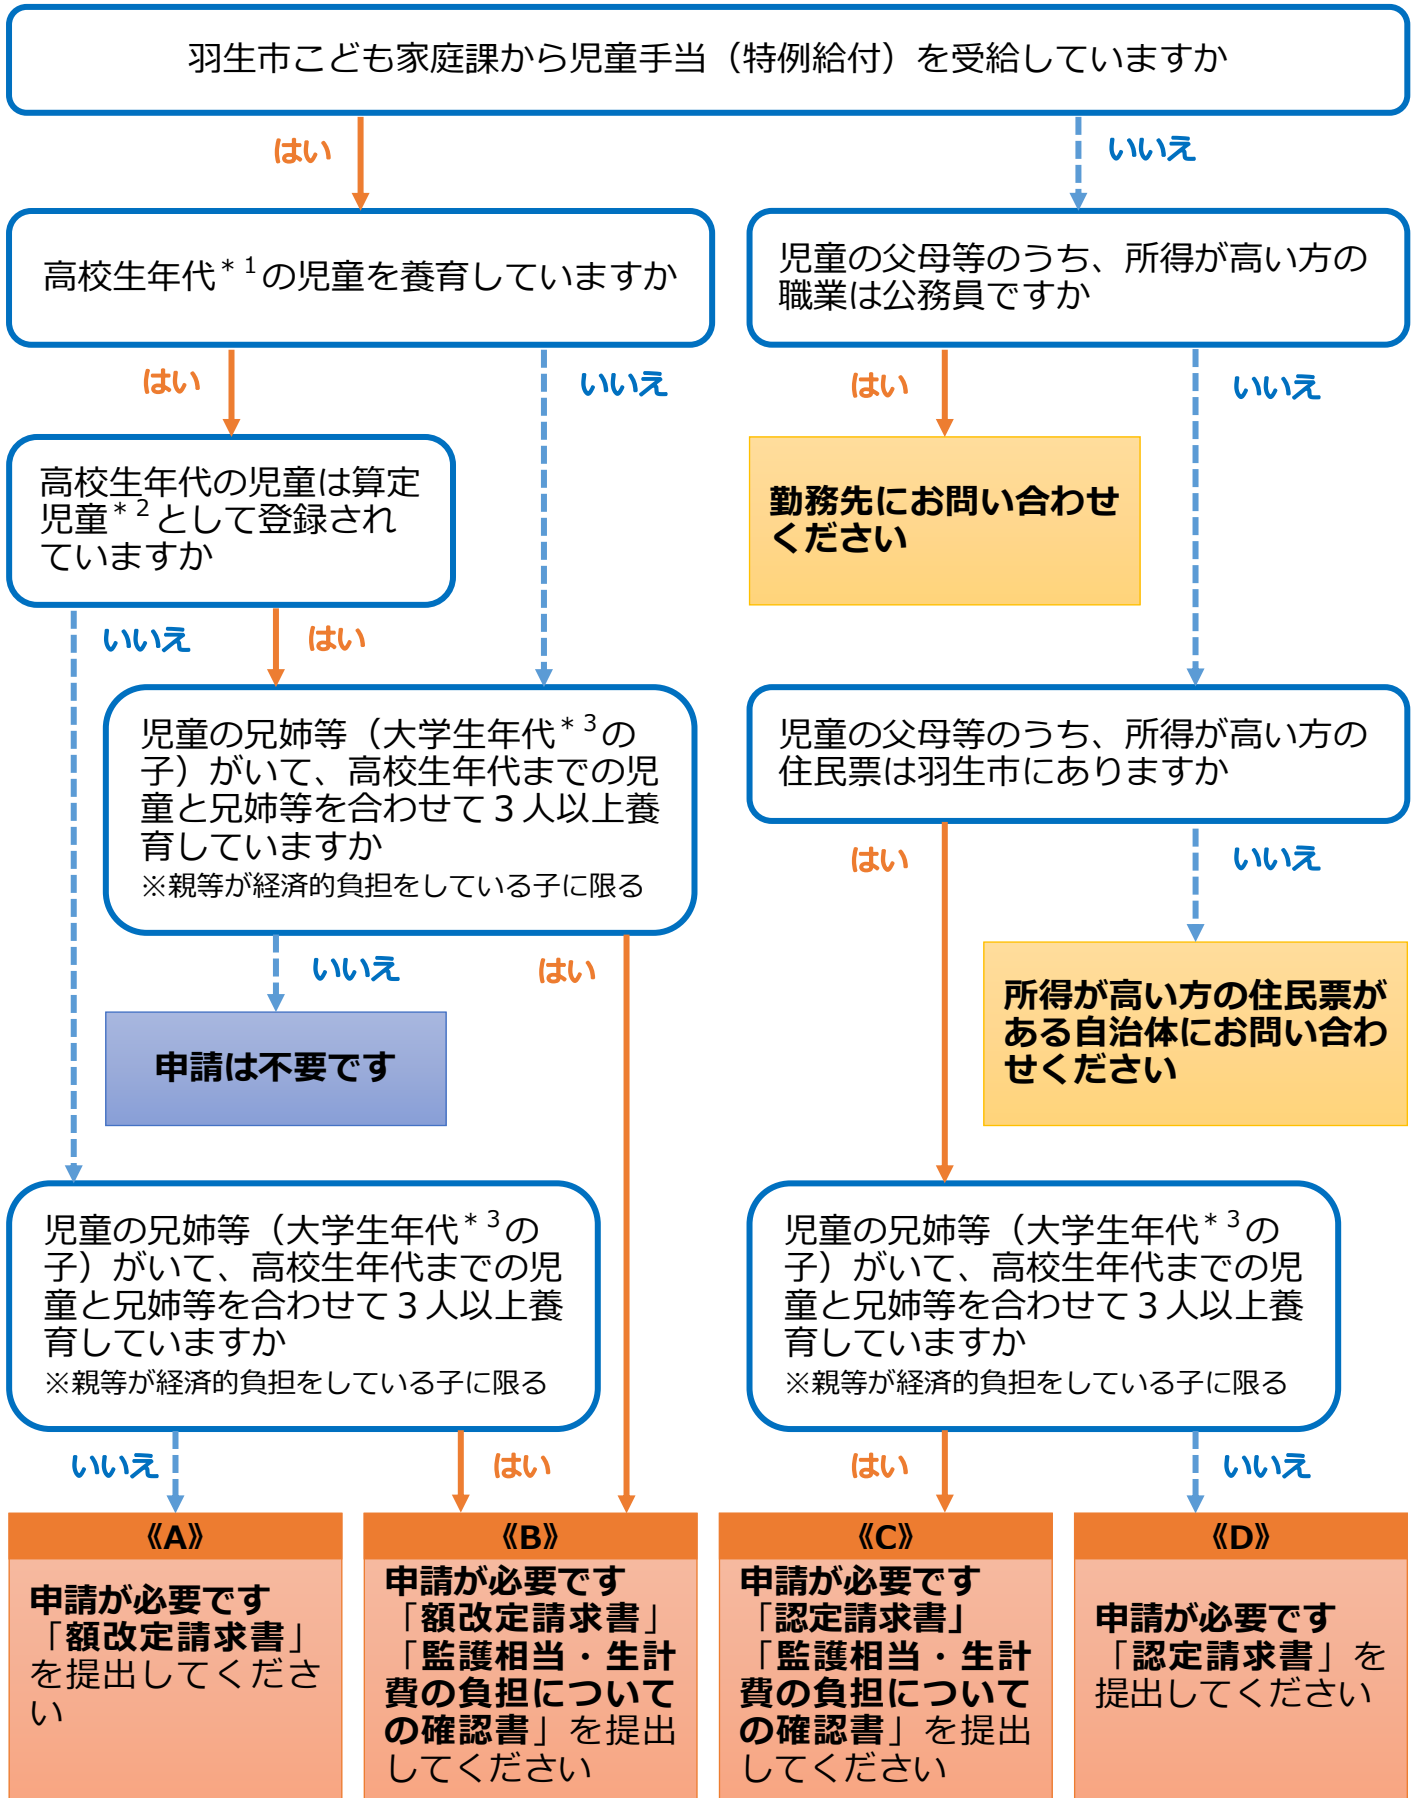 羽生市こども家庭課から児童手当（特例給付）を受給していますか
はい
いいえ
高校生年代＊1の児童を養育していますか
児童の父母等のうち、所得が高い方の
職業は公務員ですか
はい
いいえ
はい
いいえ
高校生年代の児童は算定
児童＊2として登録され
ていますか
勤務先にお問い合わせ
ください
いいえ
はい
児童の兄姉等（大学生年代＊3の
子）がいて、高校生年代までの児
童と兄姉等を合わせて３人以上養
育していますか
※親等が経済的負担をしている子に限る
児童の父母等のうち、所得が高い方の
住民票は羽生市にありますか
はい
いいえ
いいえ
はい
申請は不要です
所得が高い方の住民票が
ある自治体にお問い合わ
せください
児童の兄姉等（大学生年代＊3の
子）がいて、高校生年代までの児
童と兄姉等を合わせて３人以上養
育していますか
※親等が経済的負担をしている子に限る
児童の兄姉等（大学生年代＊3の
子）がいて、高校生年代までの児
童と兄姉等を合わせて３人以上養
育していますか
※親等が経済的負担をしている子に限る
いいえ
はい
はい
いいえ
《A》
申請が必要です
「額改定請求書」
を提出してくださ
い
《B》
申請が必要です
「額改定請求書」
「監護相当・生計
費の負担について
の確認書」を提出
してください
《C》
申請が必要です
「認定請求書」
「監護相当・生計
費の負担について
の確認書」を提出
してください
《D》
申請が必要です
「認定請求書」を
提出してください